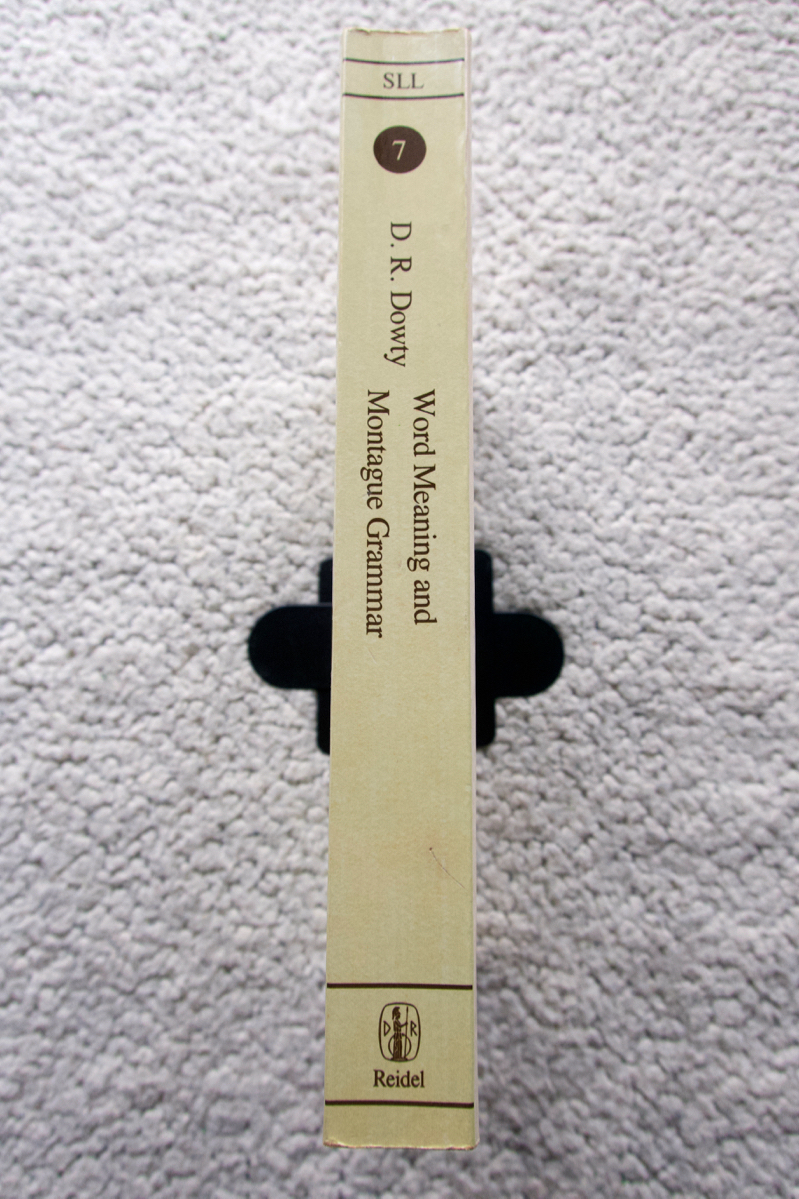 SLL
7
D. R. Dowty
Word Meaning and
Montague Grammar
D R
Reidel